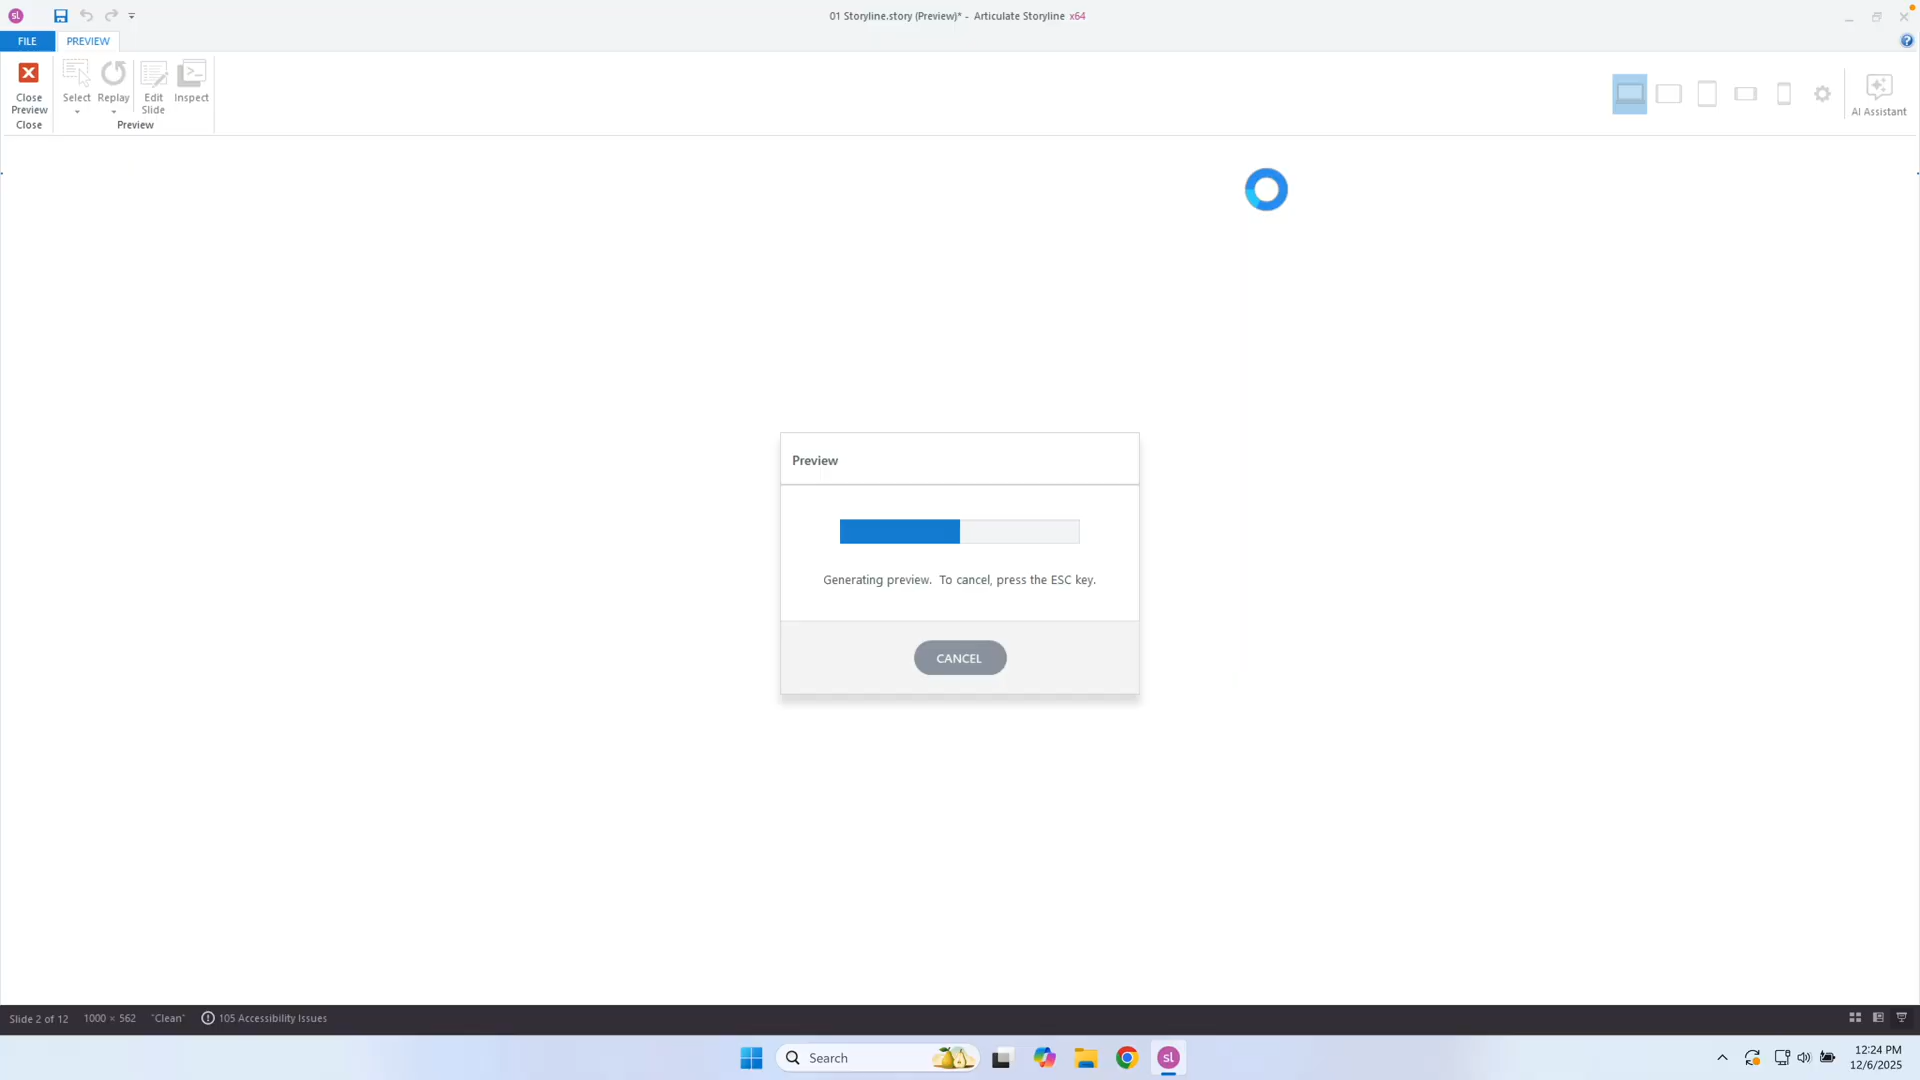 sl
01 Storyline.story (Preview)* - Articulate Storyline x64
FILE
PREVIEW
?
Close Preview
Select
Replay
Edit Slide
Inspect
AI Assistant
Close
Preview
Preview
Generating preview. To cancel, press the ESC key.
CANCEL
Slide 2 of 12
1000 × 562
"Clean"
105 Accessibility Issues
Search
sl
12:24 PM
12/6/2025